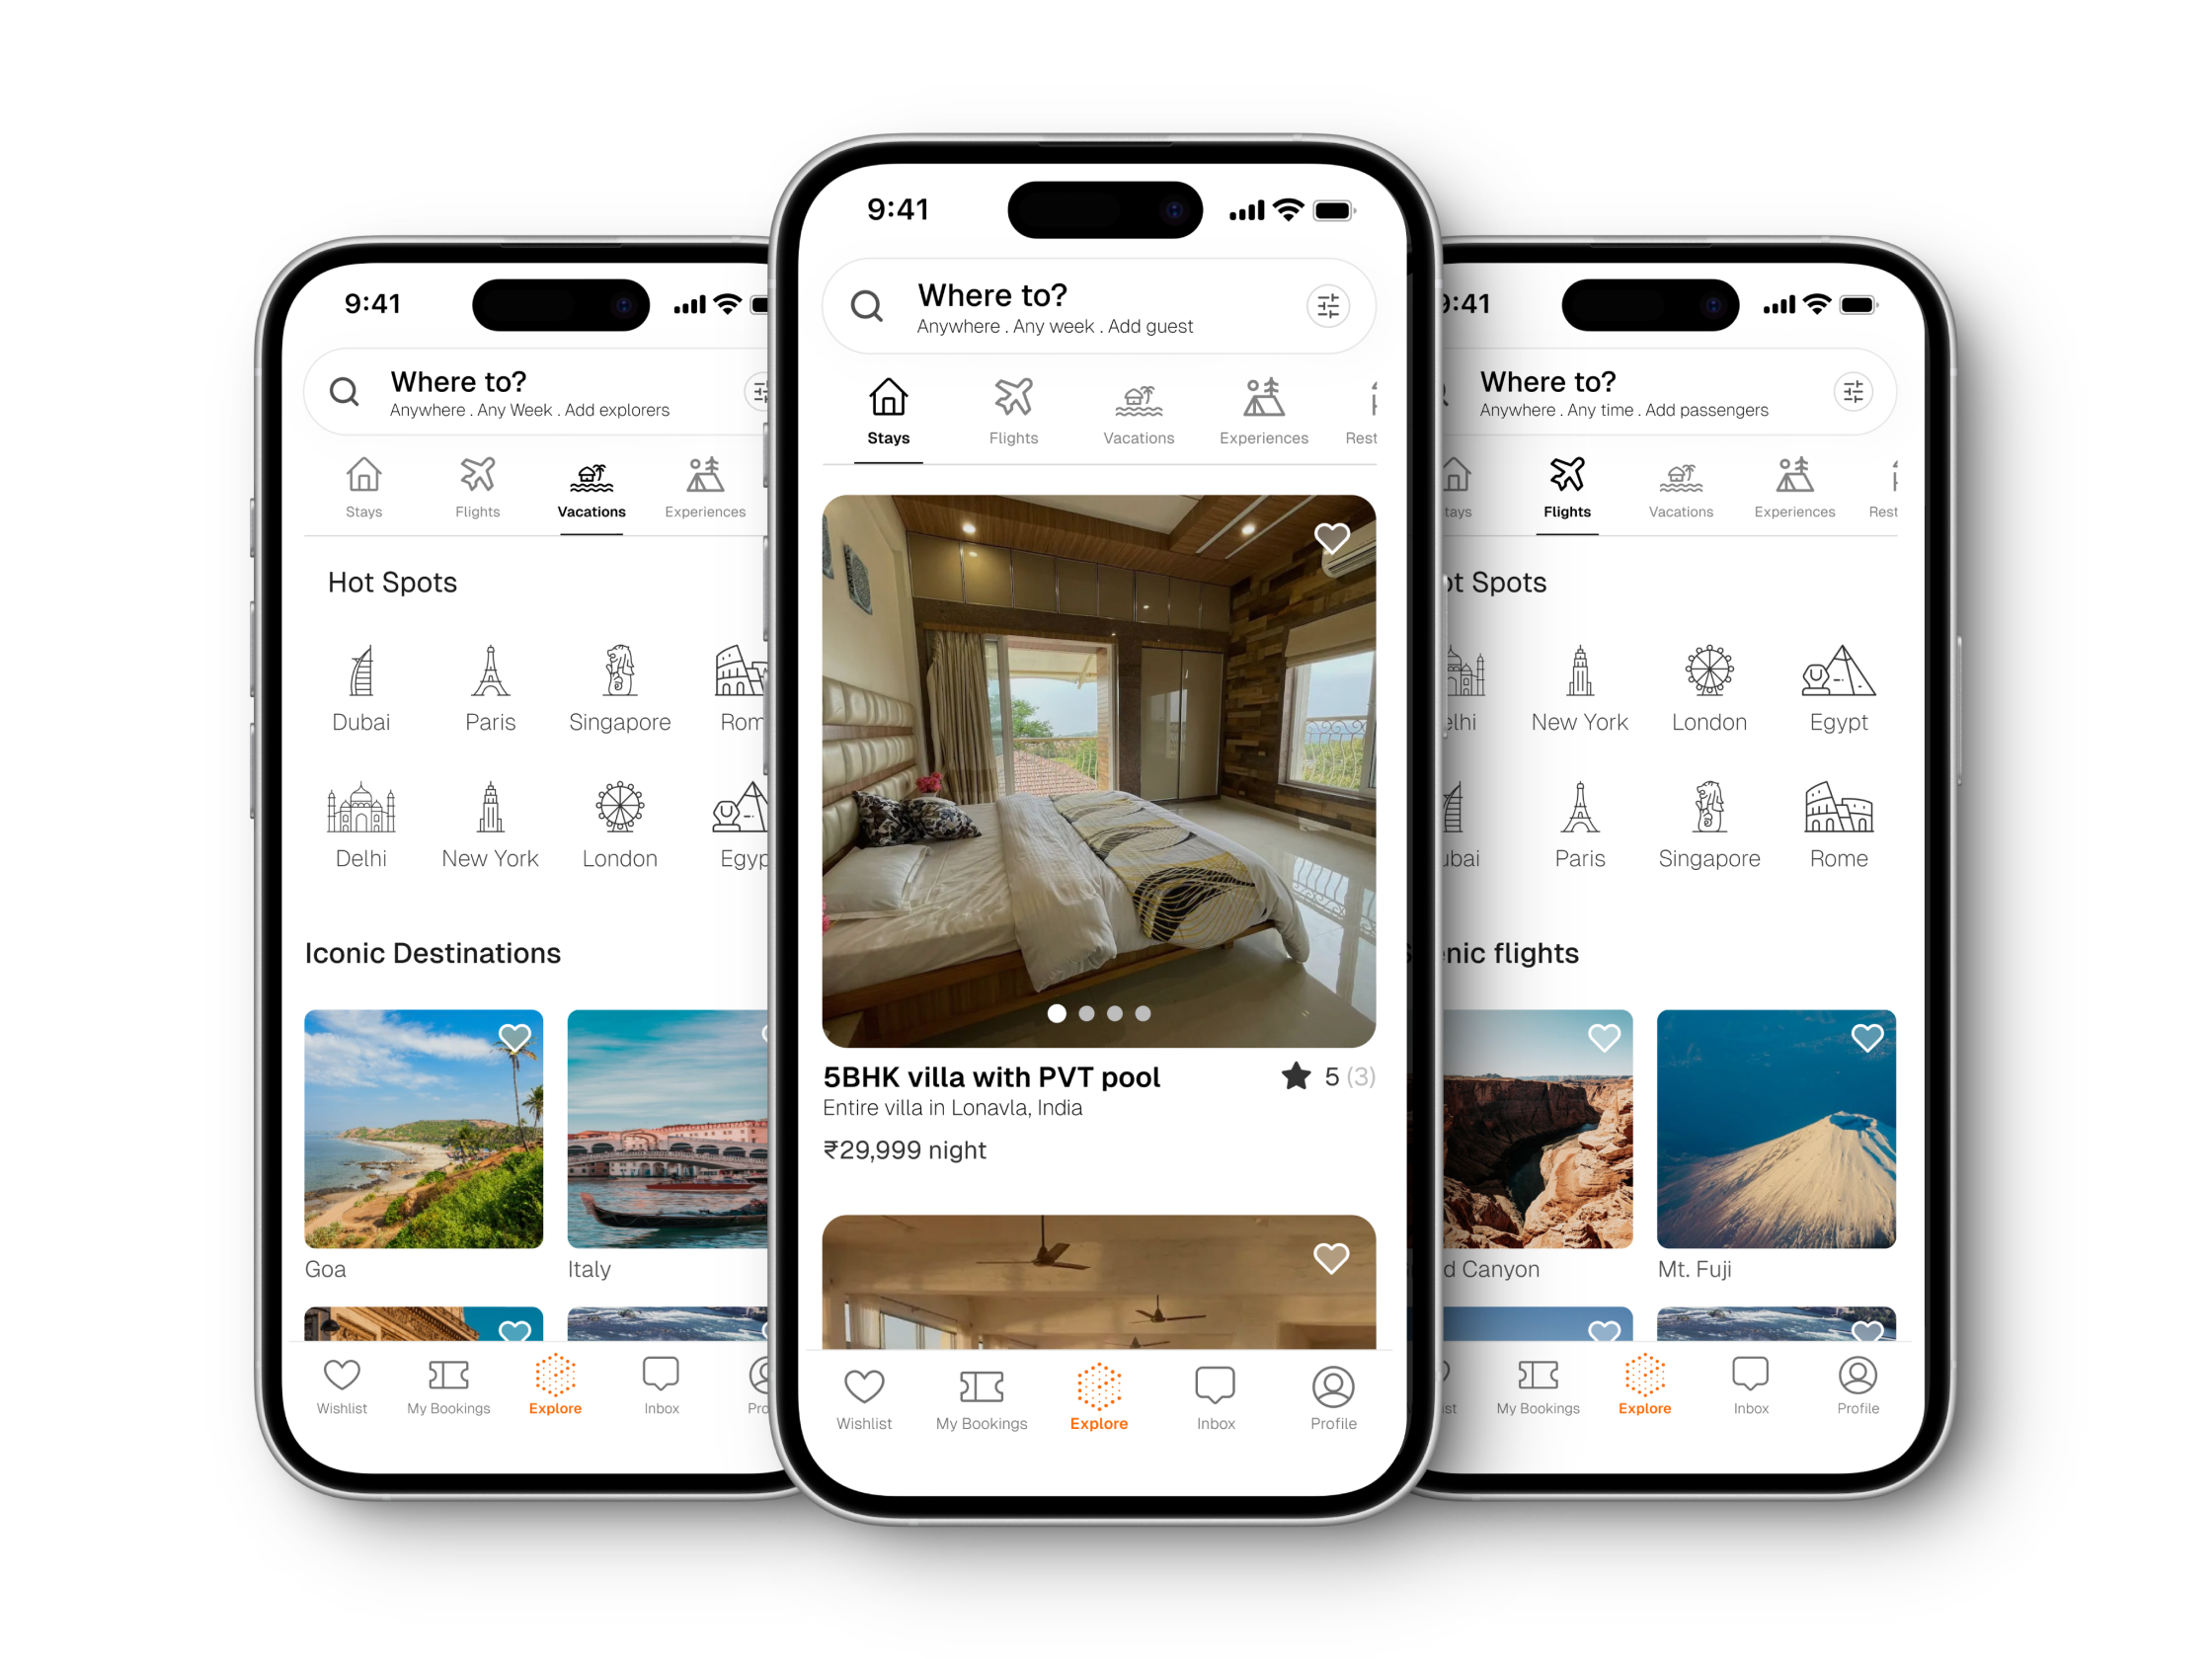 9:41
Where to?
Anywhere . Any Week . Add explorers
Stays
Flights
Vacations
Experiences
Hot Spots
Dubai
Paris
Singapore
Rom
Delhi
New York
London
Egyp
Iconic Destinations
Goa
Italy
Wishlist
My Bookings
Explore
Inbox
Pro
9:41
Where to?
Anywhere . Any week . Add guest
Stays
Flights
Vacations
Experiences
Rest
5BHK villa with PVT pool
5 (3)
Entire villa in Lonavla, India
₹29,999 night
Wishlist
My Bookings
Explore
Inbox
Profile
:41
Where to?
Anywhere . Any time . Add passengers
tays
Flights
Vacations
Experiences
Rest
ot Spots
elhi
New York
London
Egypt
ubai
Paris
Singapore
Rome
enic flights
d Canyon
Mt. Fuji
ist
My Bookings
Explore
Inbox
Profile